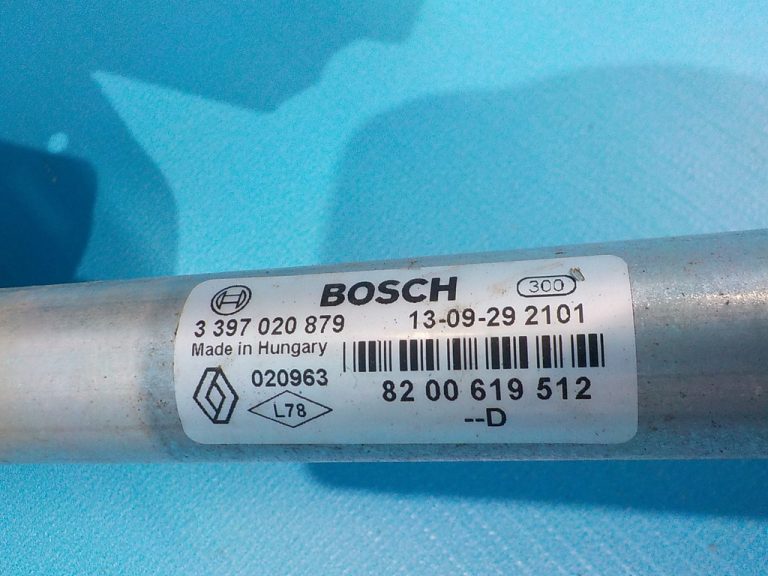 BOSCH 300
3 397 020 879 13-09-29 2101
Made in Hungary
020963
L78
82 00 619 512
--D